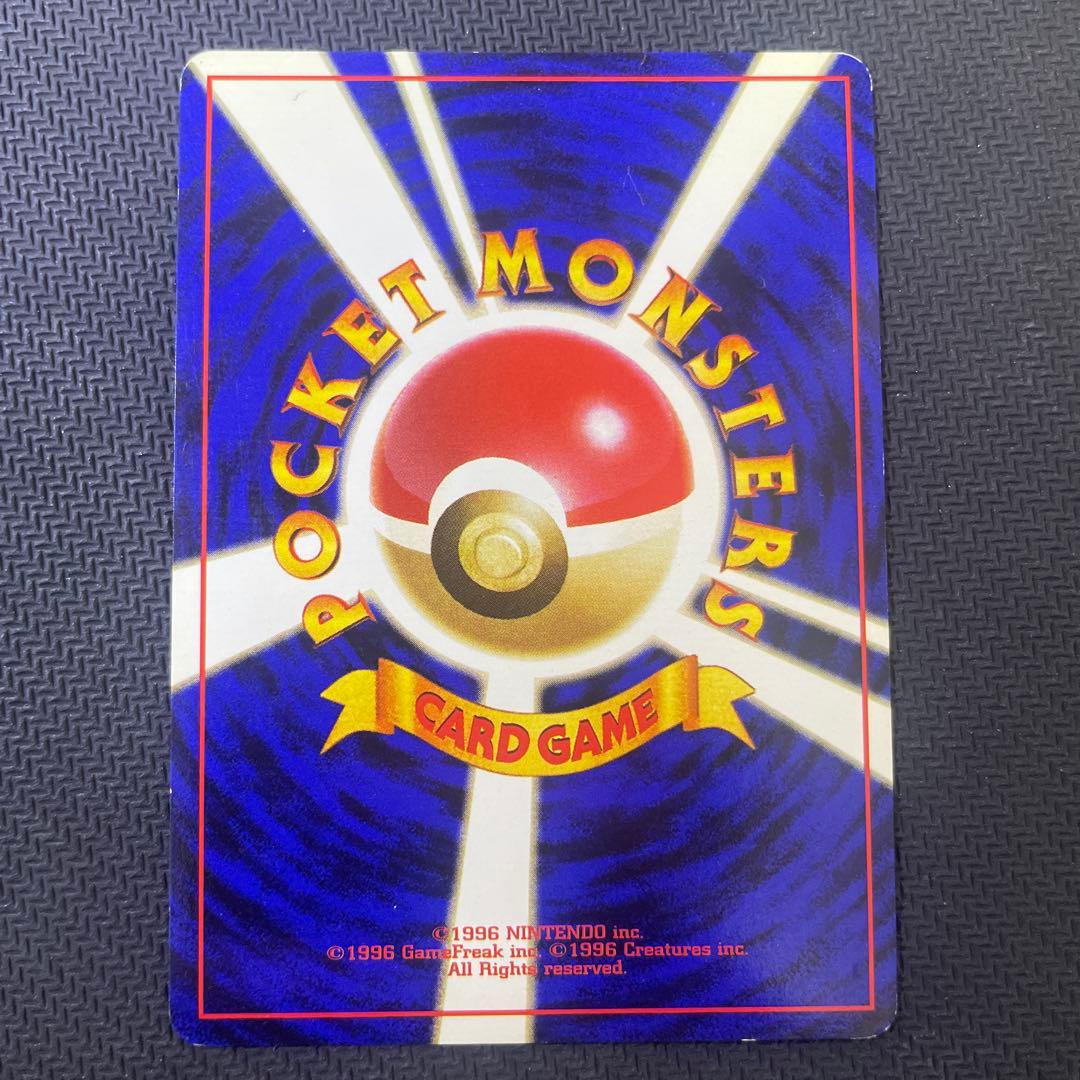 POCKET MONSTERS
CARD GAME
©1996 NINTENDO inc.
©1996 GameFreak inc. ©1996 Creatures inc.
All Rights reserved.